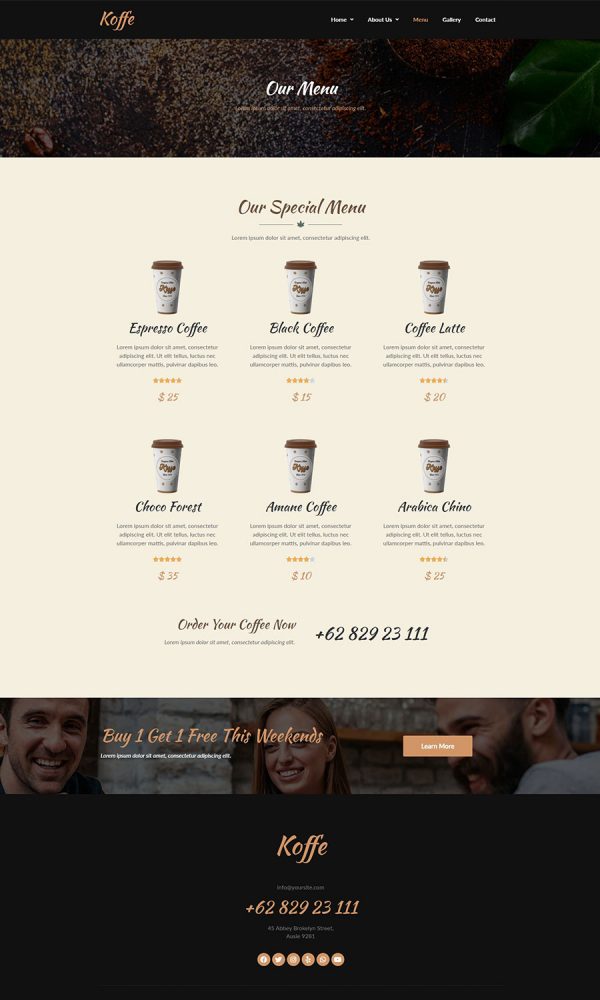 Koffe
Home
About Us
Menu
Gallery
Contact
Our Menu
Lorem ipsum dolor sit amet, consectetur adipiscing elit.
Our Special Menu
Lorem ipsum dolor sit amet, consectetur adipiscing elit.
Koffe
Koffe
Koffe
Espresso Coffee
Lorem ipsum dolor sit amet, consectetur
adipiscing elit. Ut elit tellus, luctus nec
ullamcorper mattis, pulvinar dapibus leo.
$ 25
Black Coffee
Lorem ipsum dolor sit amet, consectetur
adipiscing elit. Ut elit tellus, luctus nec
ullamcorper mattis, pulvinar dapibus leo.
$ 15
Coffee Latte
Lorem ipsum dolor sit amet, consectetur
adipiscing elit. Ut elit tellus, luctus nec
ullamcorper mattis, pulvinar dapibus leo.
$ 20
Koffe
Koffe
Koffe
Choco Forest
Lorem ipsum dolor sit amet, consectetur
adipiscing elit. Ut elit tellus, luctus nec
ullamcorper mattis, pulvinar dapibus leo.
$ 35
Amane Coffee
Lorem ipsum dolor sit amet, consectetur
adipiscing elit. Ut elit tellus, luctus nec
ullamcorper mattis, pulvinar dapibus leo.
$ 10
Arabica Chino
Lorem ipsum dolor sit amet, consectetur
adipiscing elit. Ut elit tellus, luctus nec
ullamcorper mattis, pulvinar dapibus leo.
$ 25
Order Your Coffee Now
Lorem ipsum dolor sit amet, consectetur adipiscing elit.
+62 829 23 111
Buy 1 Get 1 Free This Weekends
Lorem ipsum dolor sit amet, consectetur adipiscing elit.
Learn More
Koffe
info@yoursite.com
+62 829 23 111
45 Abbey Brokelyn Street,
Ausie 9281